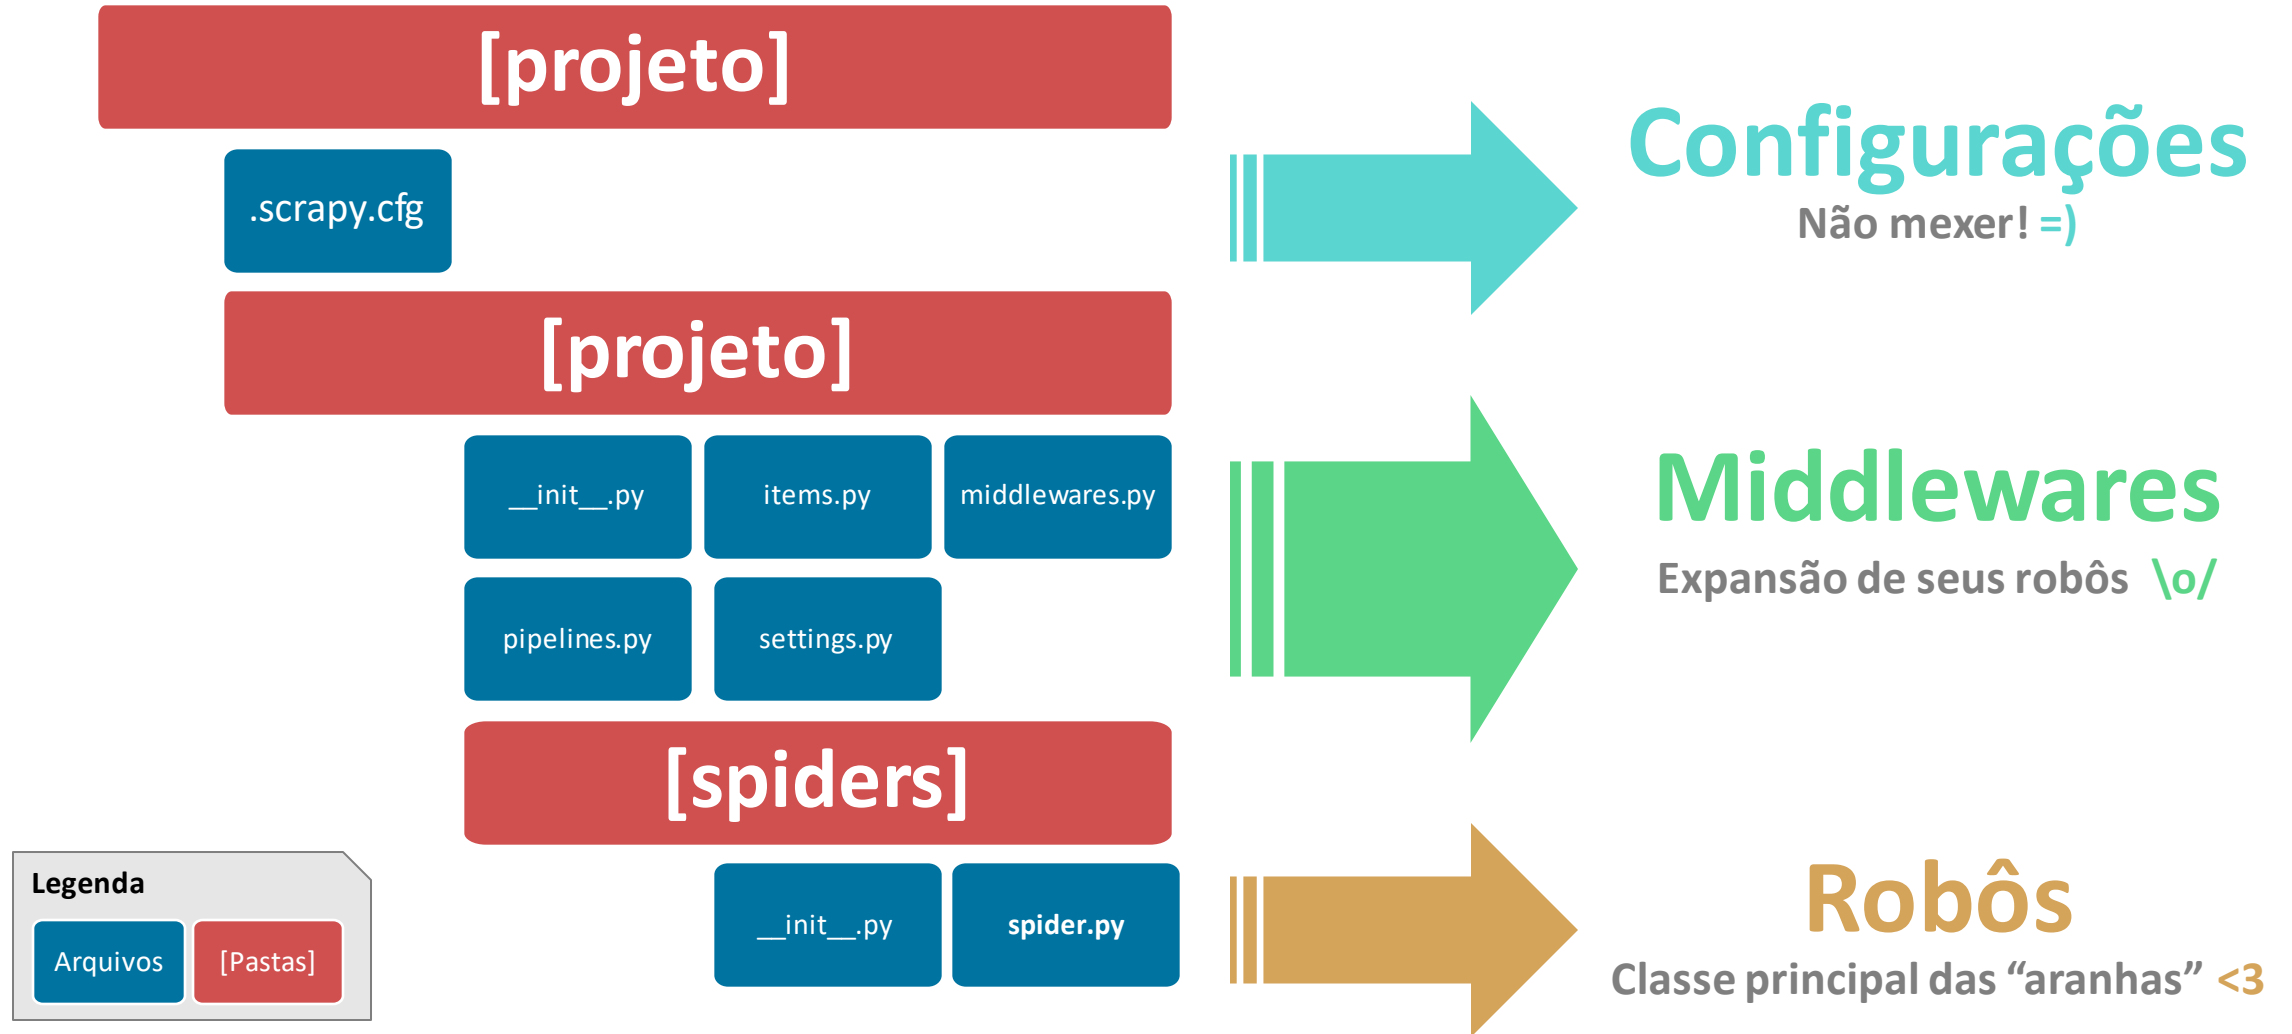 [projeto]
.scrapy.cfg
Configurações
Não mexer! =)
[projeto]
__init__.py
items.py
middlewares.py
pipelines.py
settings.py
Middlewares
Expansão de seus robôs \o/
[spiders]
__init__.py
spider.py
Robôs
Classe principal das “aranhas” <3
Legenda
Arquivos
[Pastas]